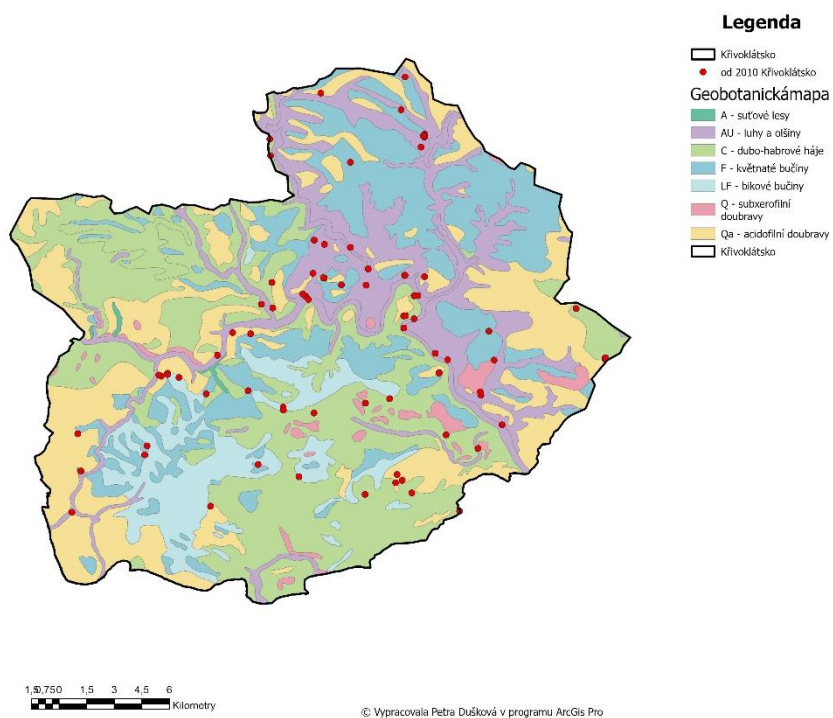 Legenda
Křivoklátsko
od 2010 Křivoklátsko
Geobotanickámapa
A - suťové lesy
AU - luhy a olšiny
C - dubo-habrové háje
F - květnaté bučiny
LF - bikové bučiny
Q - subxerofilní
doubravy
Qa - acidofilní doubravy
Křivoklátsko
1,50,750 1,5 3 4,5 6
Kilometry
© Vypracovala Petra Dušková v programu ArcGis Pro